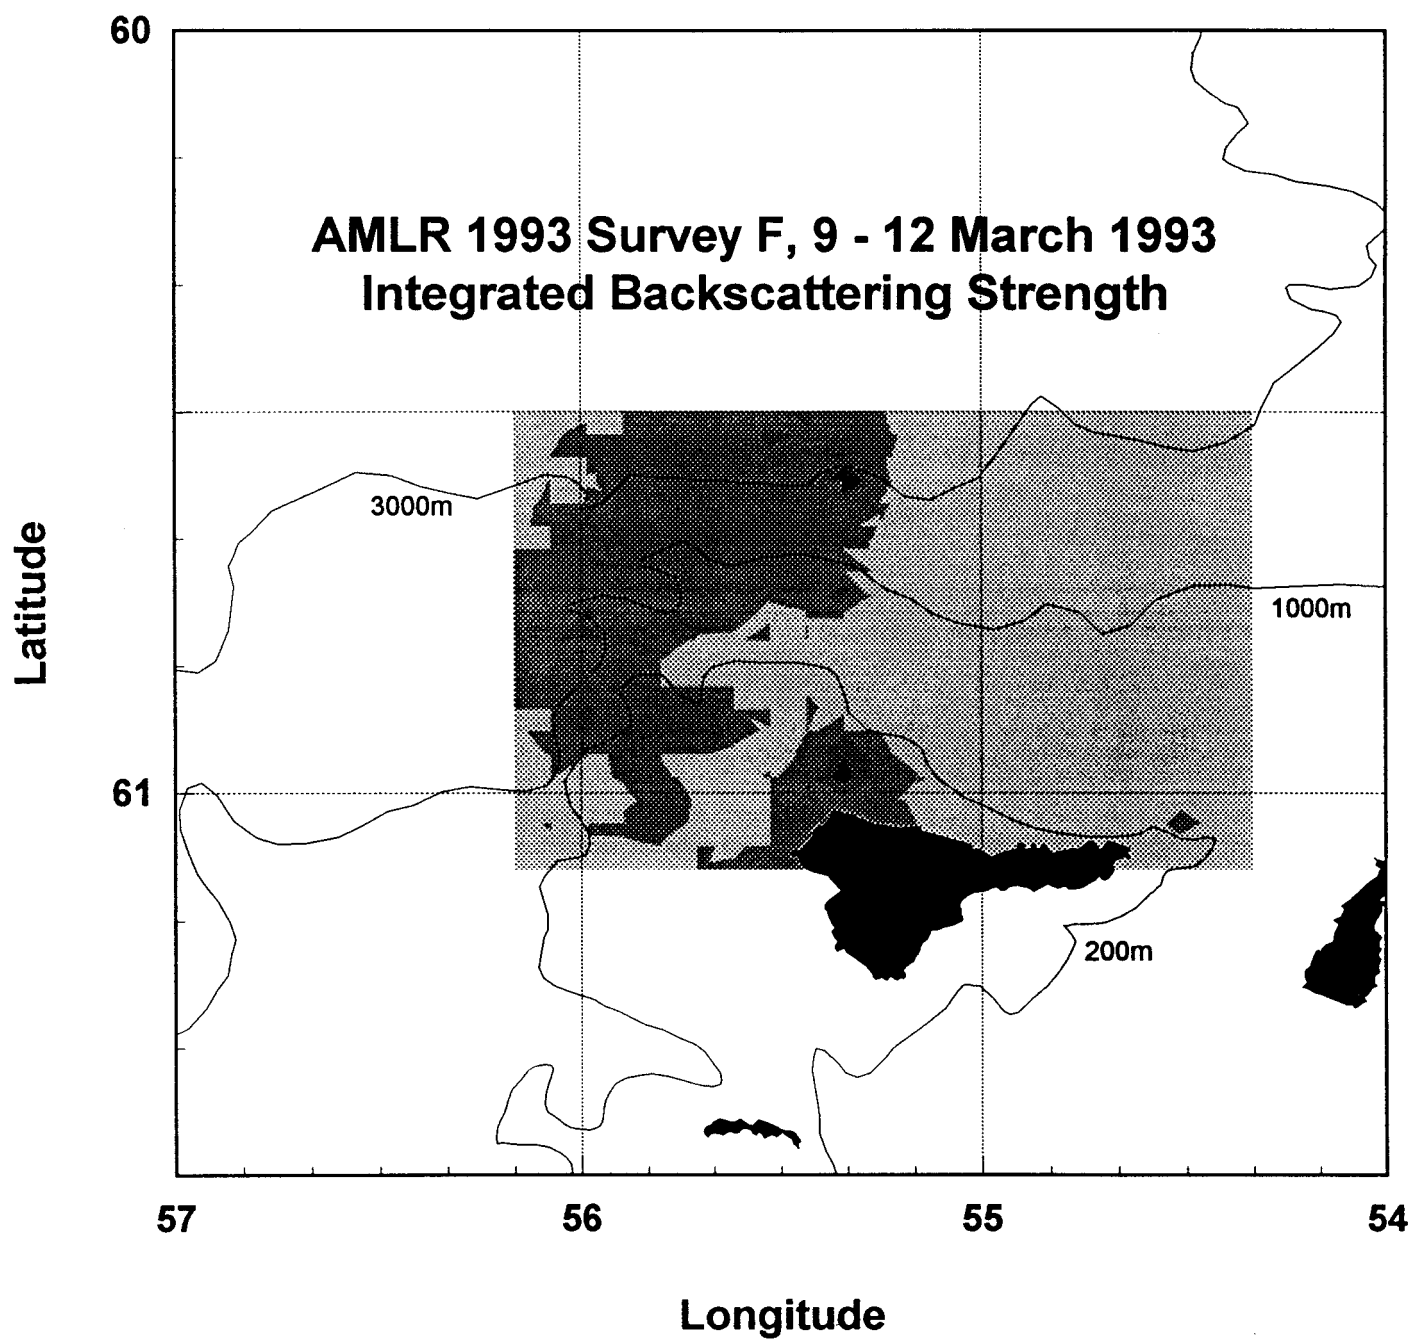 60
AMLR 1993 Survey F, 9 - 12 March 1993
Integrated Backscattering Strength
3000m
Latitude
1000m
61
200m
57
56
55
54
Longitude